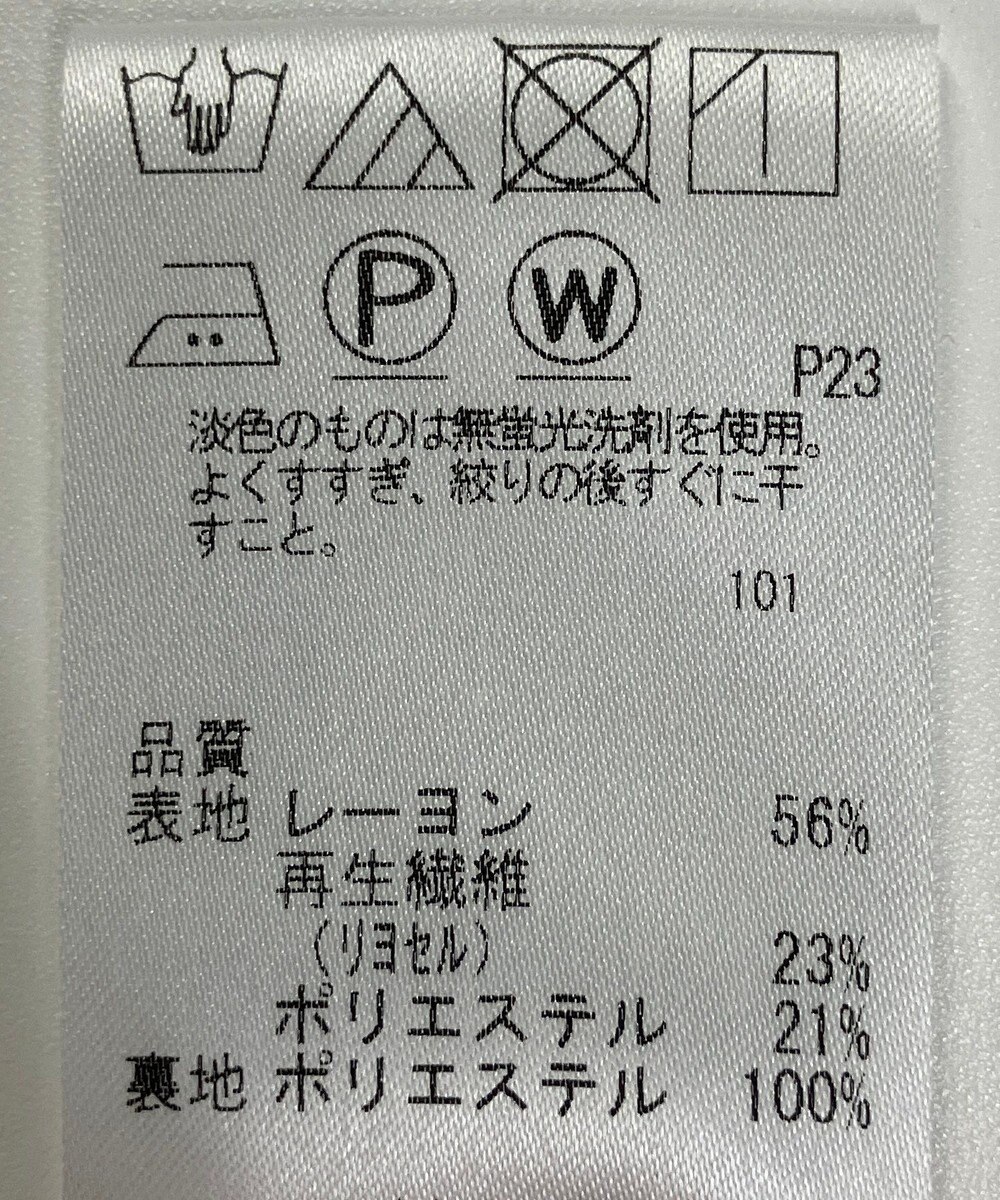 P W
P23
淡色のものは無蛍光洗剤を使用。
よくすすぎ、絞りの後すぐに干
すこと。
101
品質
表地 レーヨン 56%
再生繊維
（リヨセル） 23%
ポリエステル 21%
裏地 ポリエステル 100%